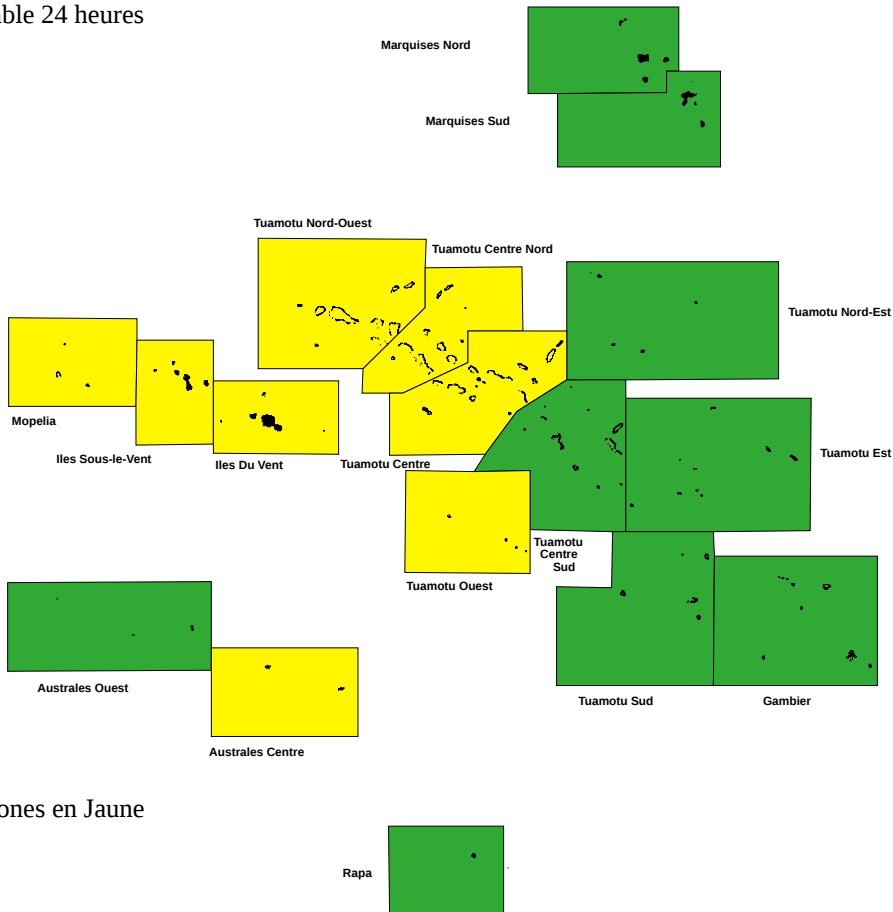 24 heures
Marquises Nord
Marquises Sud
Tuamotu Nord-Ouest
Tuamotu Centre Nord
Tuamotu Nord-Est
Mopelia
Iles Sous-le-Vent
Iles Du Vent
Tuamotu Centre
Tuamotu Est
Tuamotu
Centre
Sud
Tuamotu Ouest
Australes Ouest
Tuamotu Sud
Gambier
Australes Centre
en Jaune
Rapa